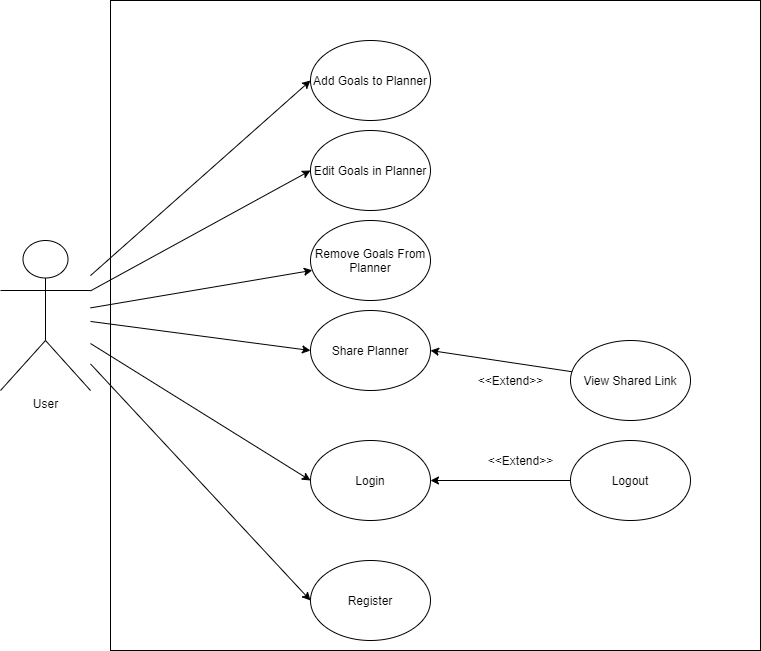 Add Goals to Planner
Edit Goals in Planner
Remove Goals From
Planner
Share Planner
<<Extend>>
View Shared Link
User
<<Extend>>
Login
Logout
Register